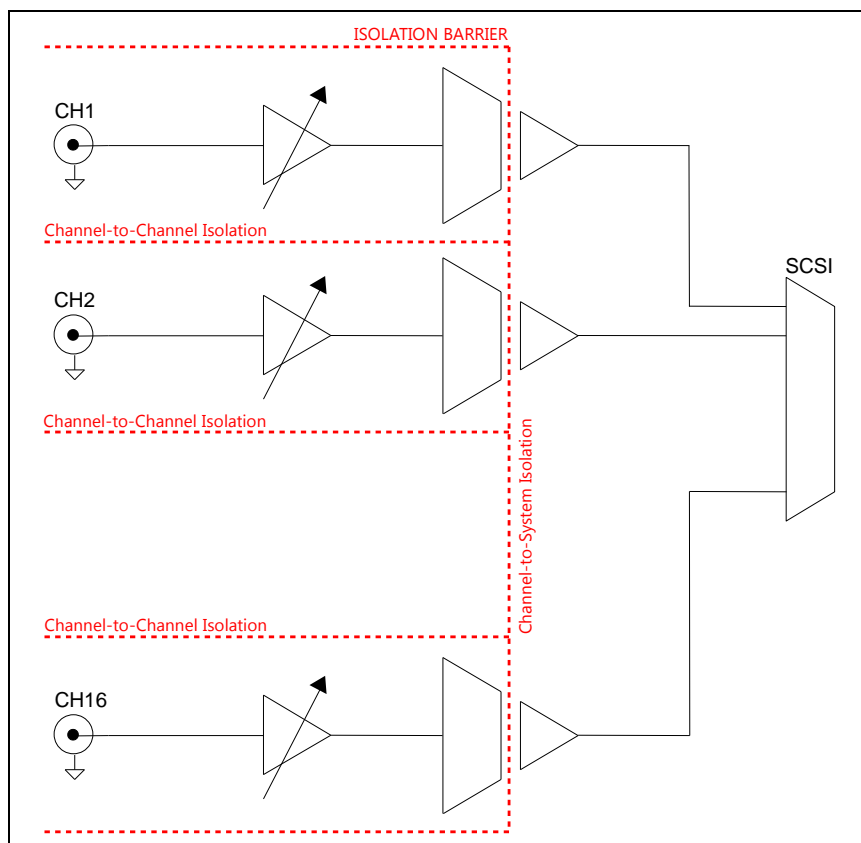 ISOLATION BARRIER
CH1
Channel-to-Channel Isolation
SCSI
CH2
Channel-to-Channel Isolation
Channel-to-System Isolation
Channel-to-Channel Isolation
CH16